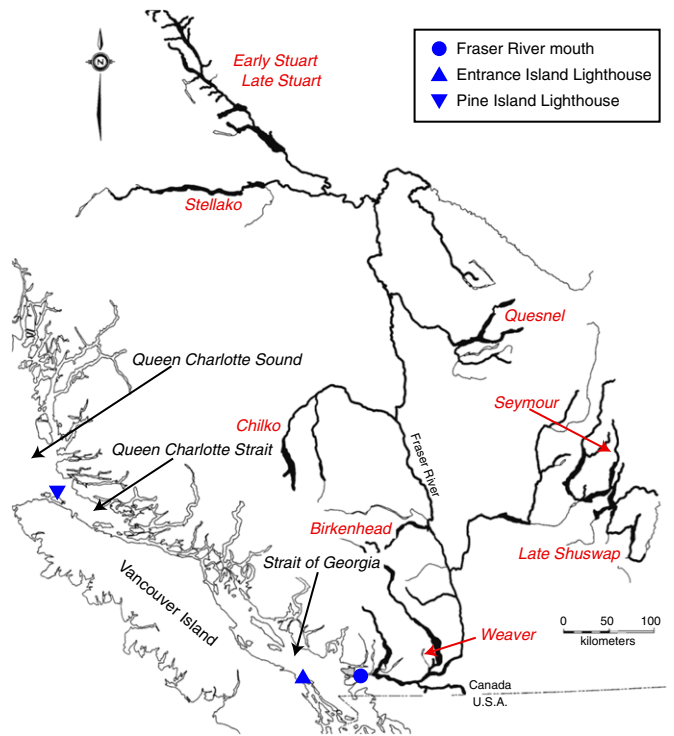 Early Stuart
Late Stuart
Fraser River mouth
Entrance Island Lighthouse
Pine Island Lighthouse
N
Stellako
Quesnel
Queen Charlotte Sound
Seymour
Chilko
Queen Charlotte Strait
Fraser River
Birkenhead
Late Shuswap
Strait of Georgia
Vancouver Island
Weaver
0 50 100
kilometers
Canada
U.S.A.